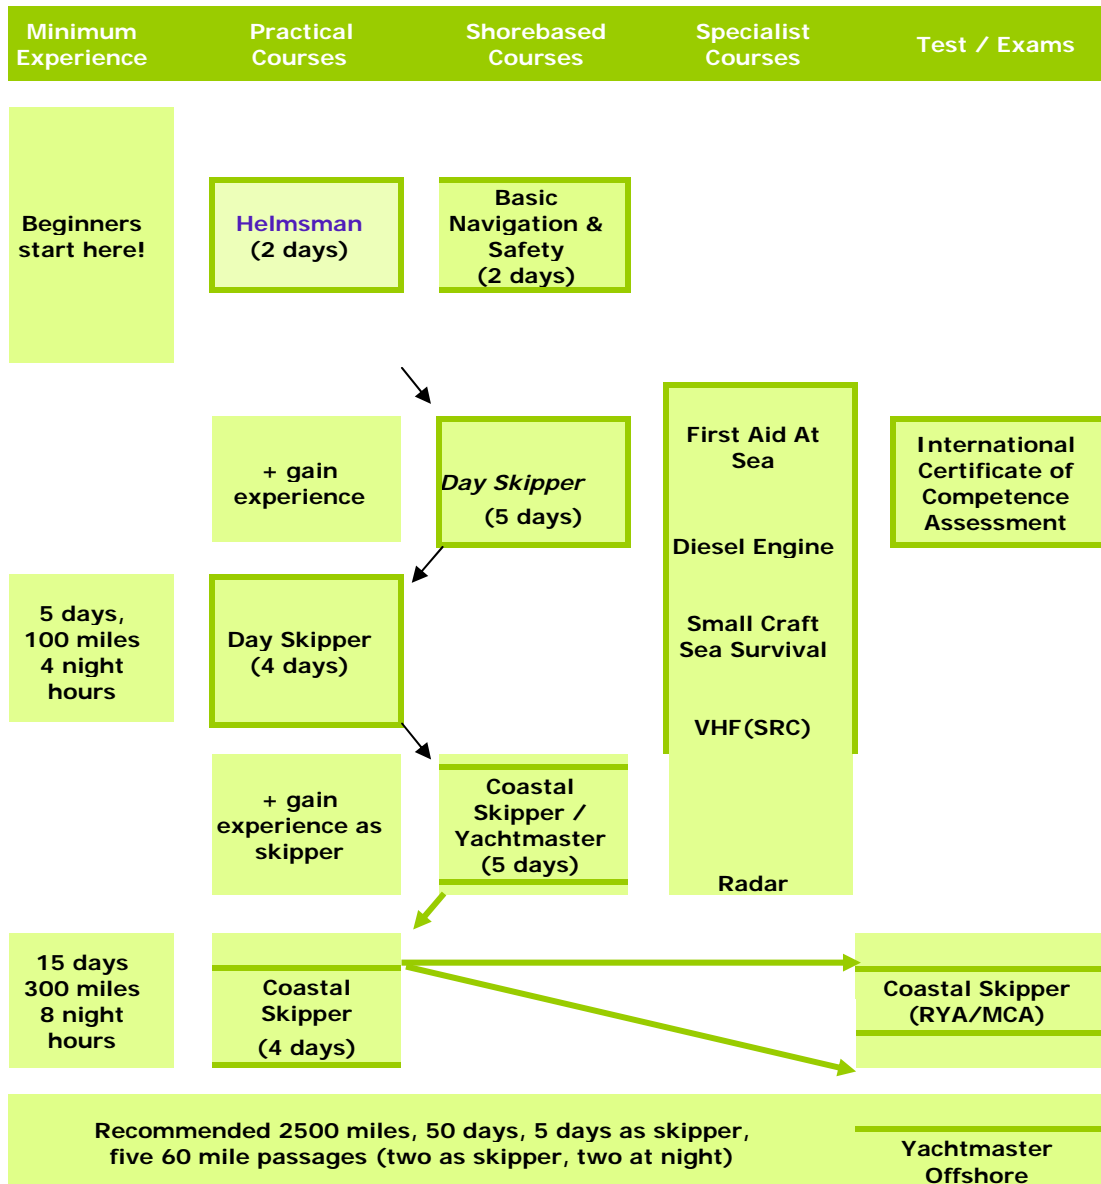 Minimum
Experience
Practical
Courses
Shorebased
Courses
Specialist
Courses
Test / Exams
Beginners
start here!
Helmsman
(2 days)
Basic
Navigation &
Safety
(2 days)
+ gain
experience
Day Skipper
(5 days)
First Aid At
Sea
Diesel Engine
Small Craft
Sea Survival
VHF(SRC)
Radar
International
Certificate of
Competence
Assessment
5 days,
100 miles
4 night
hours
Day Skipper
(4 days)
+ gain
experience as
skipper
Coastal
Skipper /
Yachtmaster
(5 days)
15 days
300 miles
8 night
hours
Coastal
Skipper
(4 days)
Coastal Skipper
(RYA/MCA)
Recommended 2500 miles, 50 days, 5 days as skipper,
five 60 mile passages (two as skipper, two at night)
Yachtmaster
Offshore